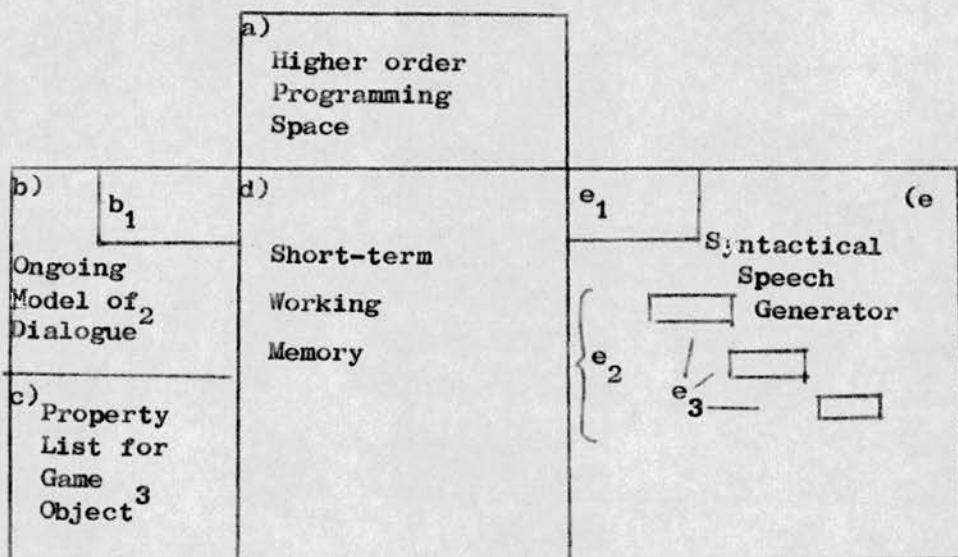 a)
Higher order
Programming
Space
b)
b1
Ongoing
Model of
Dialogue2
c)
Property
List for
Game
Object3
d)
Short-term
Working
Memory
e1
(e
Syntactical
Speech
Generator
e2
e3